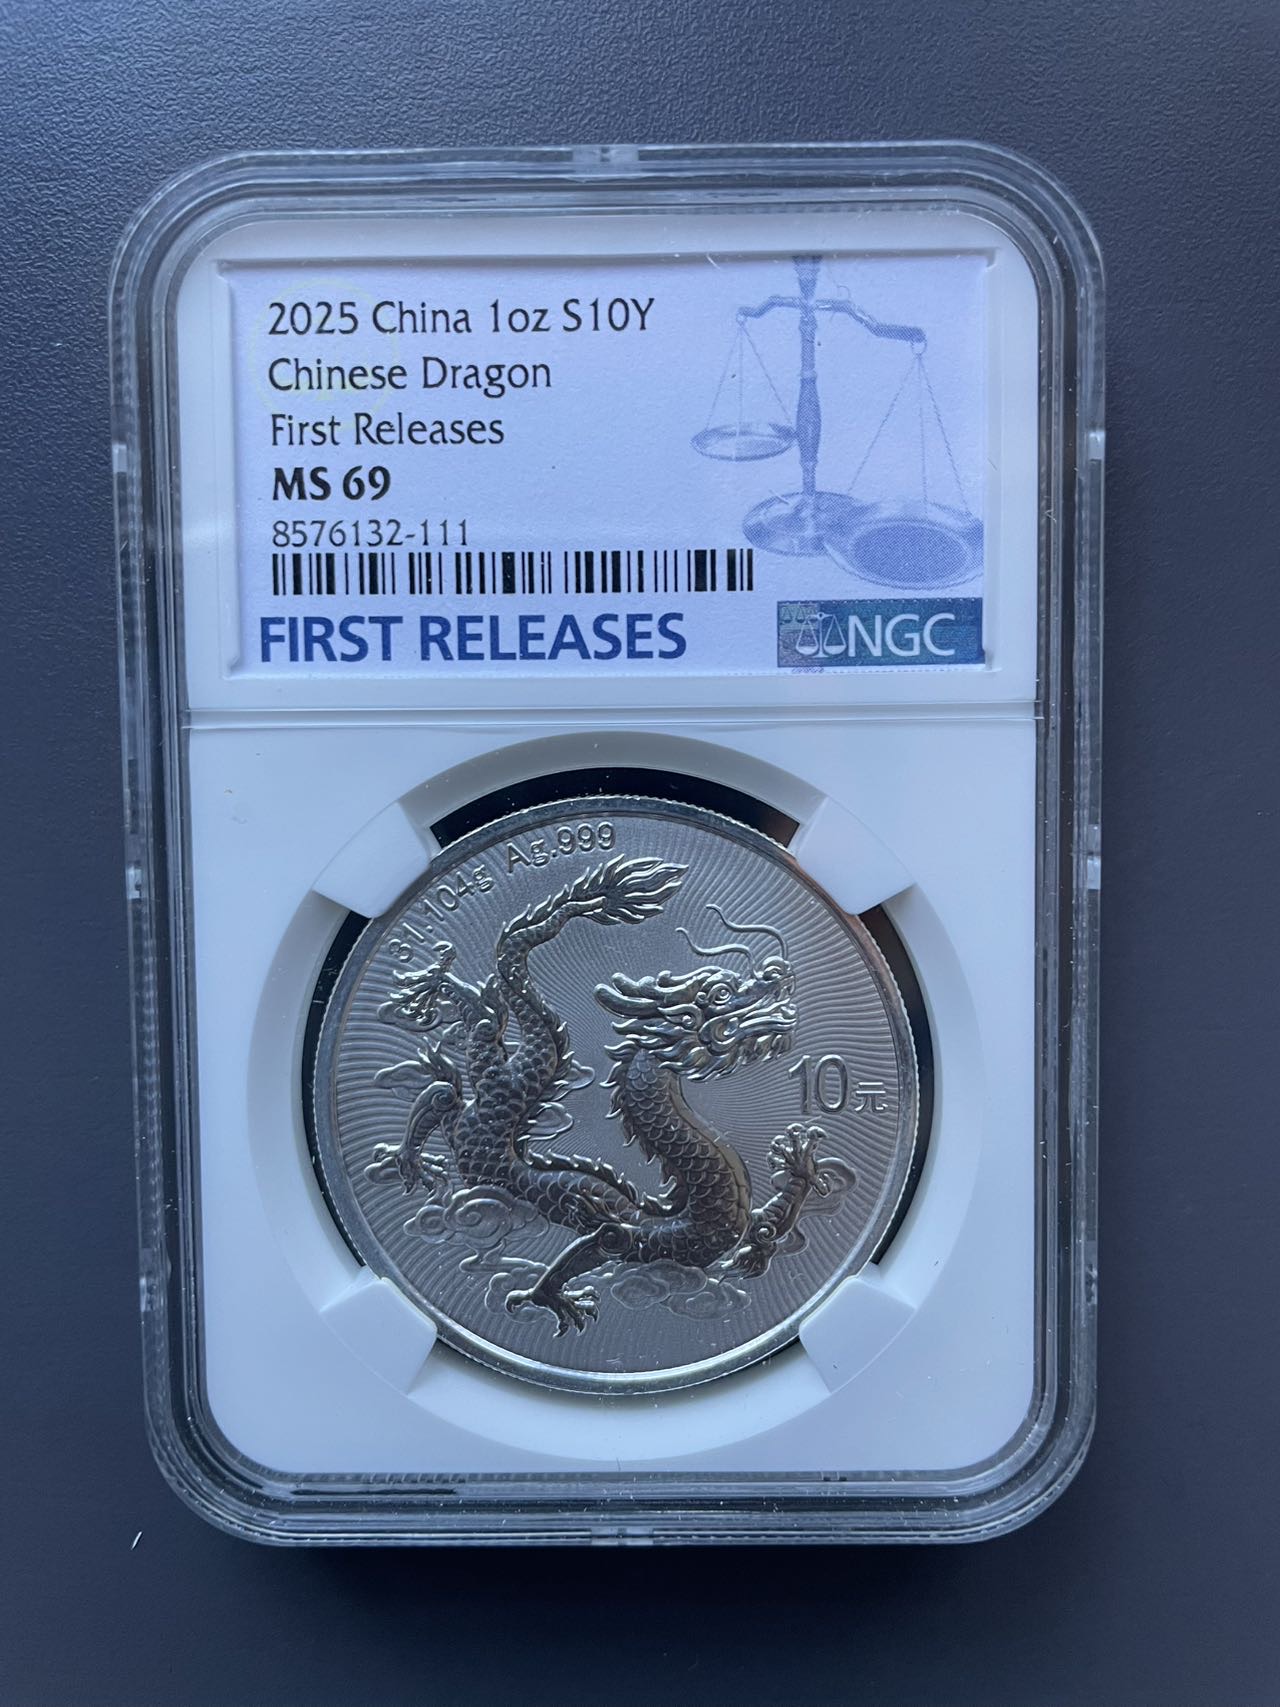 2025 China 1oz S10Y
Chinese Dragon
First Releases
MS 69
8576132-111
FIRST RELEASES
NGC
31.104g Ag.999
10元